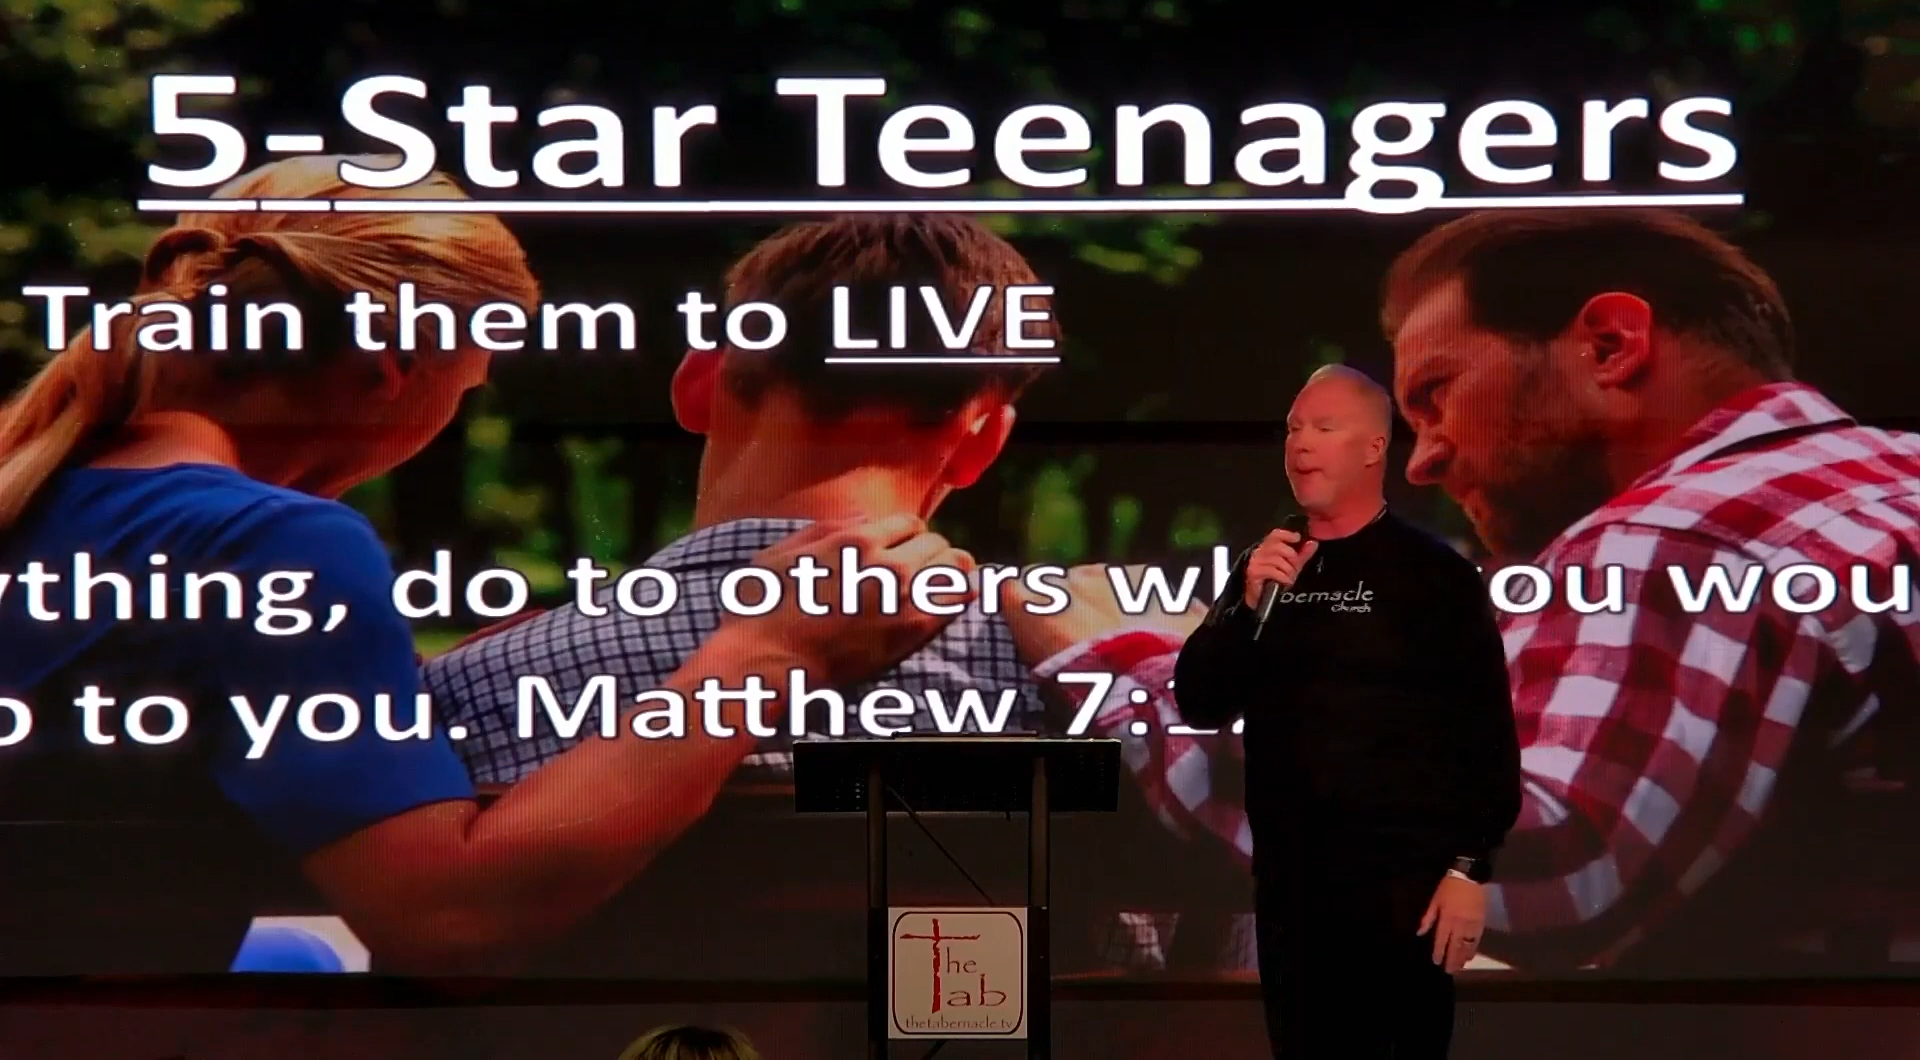 5-Star Teenagers
Train them to LIVE
ything, do to others wh ou wou
o to you. Matthew 7:1
bernacle
church
The
Tab
thetabernacle.tv